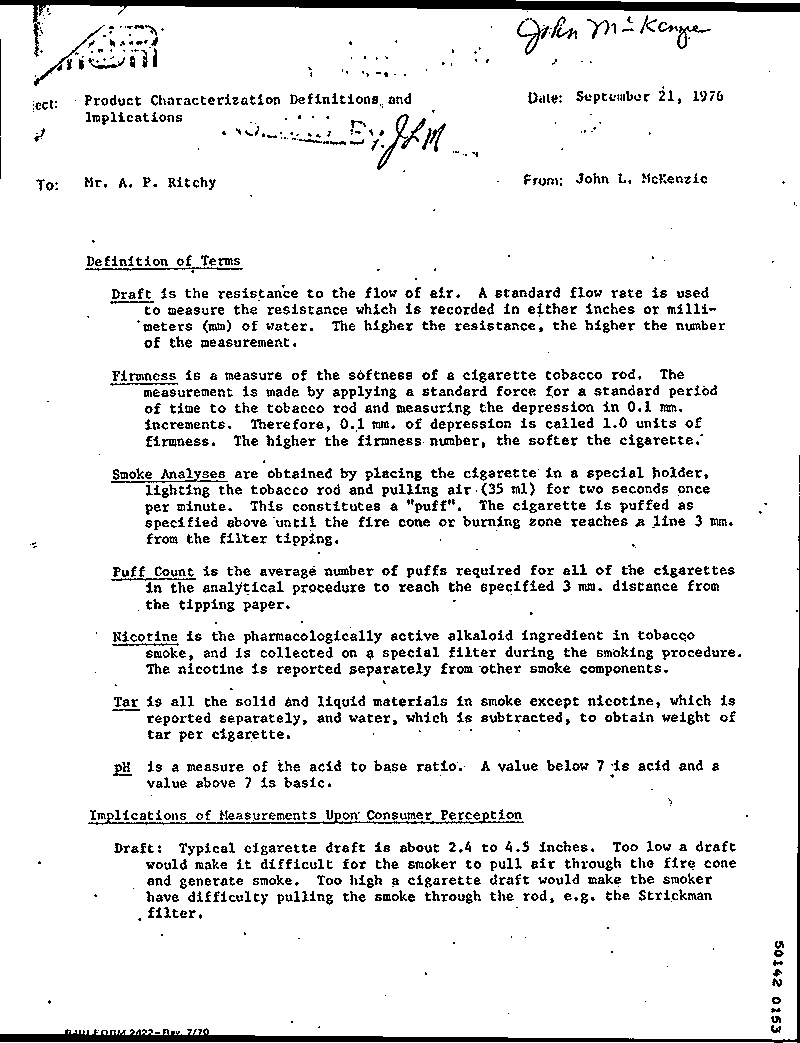 John McKenzie
Product Characterization Definitions and
Implications
Date: September 21, 1976
By: JLM
To: Mr. A. P. Ritchy
From: John L. McKenzie
Definition of Terms
Draft is the resistance to the flow of air. A standard flow rate is used
to measure the resistance which is recorded in either inches or milli-
meters (mm) of water. The higher the resistance, the higher the number
of the measurement.
Firmness is a measure of the softness of a cigarette tobacco rod. The
measurement is made by applying a standard force for a standard period
of time to the tobacco rod and measuring the depression in 0.1 mm.
increments. Therefore, 0.1 mm. of depression is called 1.0 units of
firmness. The higher the firmness number, the softer the cigarette.
Smoke Analyses are obtained by placing the cigarette in a special holder,
lighting the tobacco rod and pulling air (35 ml) for two seconds once
per minute. This constitutes a "puff". The cigarette is puffed as
specified above until the fire cone or burning zone reaches a line 3 mm.
from the filter tipping.
Puff Count is the average number of puffs required for all of the cigarettes
in the analytical procedure to reach the specified 3 mm. distance from
the tipping paper.
Nicotine is the pharmacologically active alkaloid ingredient in tobacco
smoke, and is collected on a special filter during the smoking procedure.
The nicotine is reported separately from other smoke components.
Tar is all the solid and liquid materials in smoke except nicotine, which is
reported separately, and water, which is subtracted, to obtain weight of
tar per cigarette.
pH is a measure of the acid to base ratio. A value below 7 is acid and a
value above 7 is basic.
Implications of Measurements Upon Consumer Perception
Draft: Typical cigarette draft is about 2.4 to 4.5 inches. Too low a draft
would make it difficult for the smoker to pull air through the fire cone
and generate smoke. Too high a cigarette draft would make the smoker
have difficulty pulling the smoke through the rod, e.g. the Strickman
filter.
50142 0153
FORM 2422-Rev. 7/70